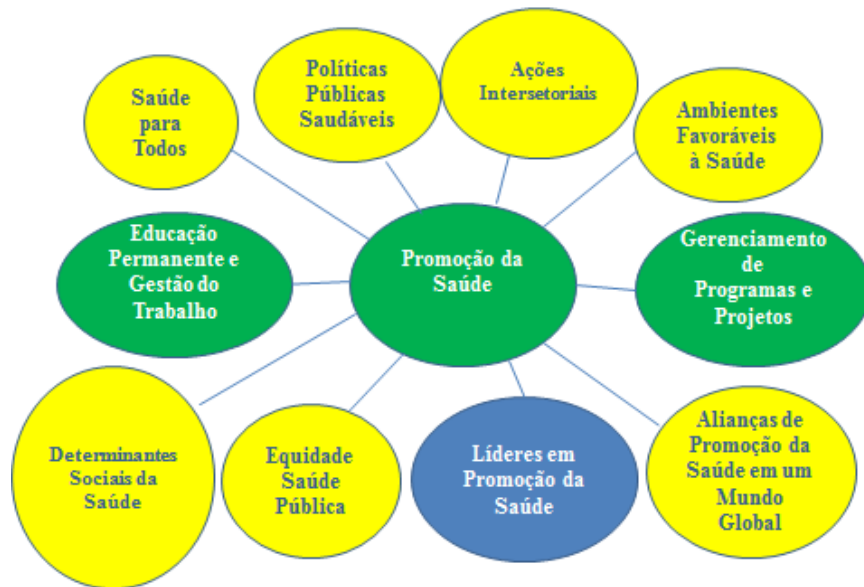 Saúde
para
Todos
Políticas
Públicas
Saudáveis
Ações
Intersetoriais
Ambientes
Favoráveis
à Saúde
Educação
Permanente e
Gestão do
Trabalho
Promoção da
Saúde
Gerenciamento
de
Programas e
Projetos
Determinantes
Sociais da
Saúde
Equidade
Saúde
Pública
Líderes em
Promoção da
Saúde
Alianças de
Promoção da
Saúde em um
Mundo
Global